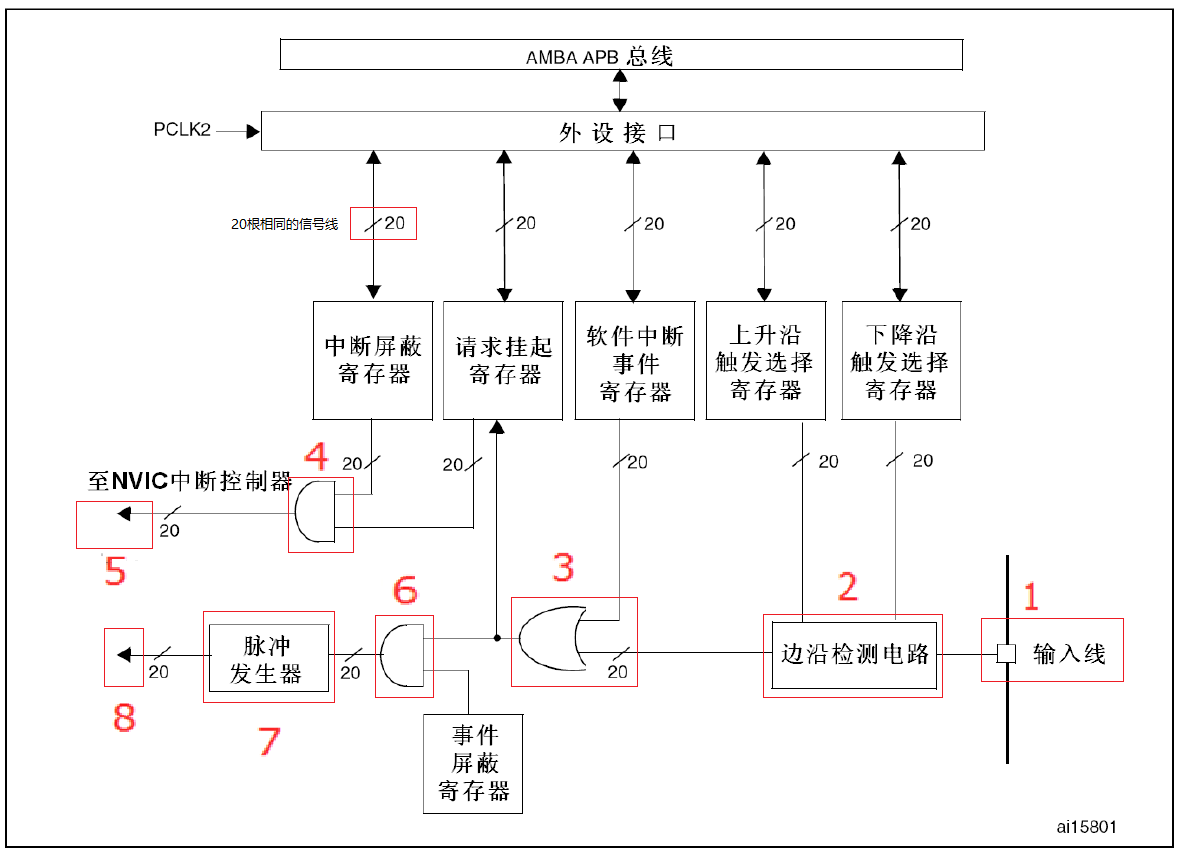 AMBA APB 总线
PCLK2
外设接口
20根相同的信号线
20
20
20
20
20
中断屏蔽
寄存器
请求挂起
寄存器
软件中断
事件
寄存器
上升沿
触发选择
寄存器
下降沿
触发选择
寄存器
4
20
20
20
20
20
至NVIC中断控制器
20
5
6
3
2
1
脉冲
发生器
边沿检测电路
输入线
20
20
20
8
7
事件
屏蔽
寄存器
ai15801